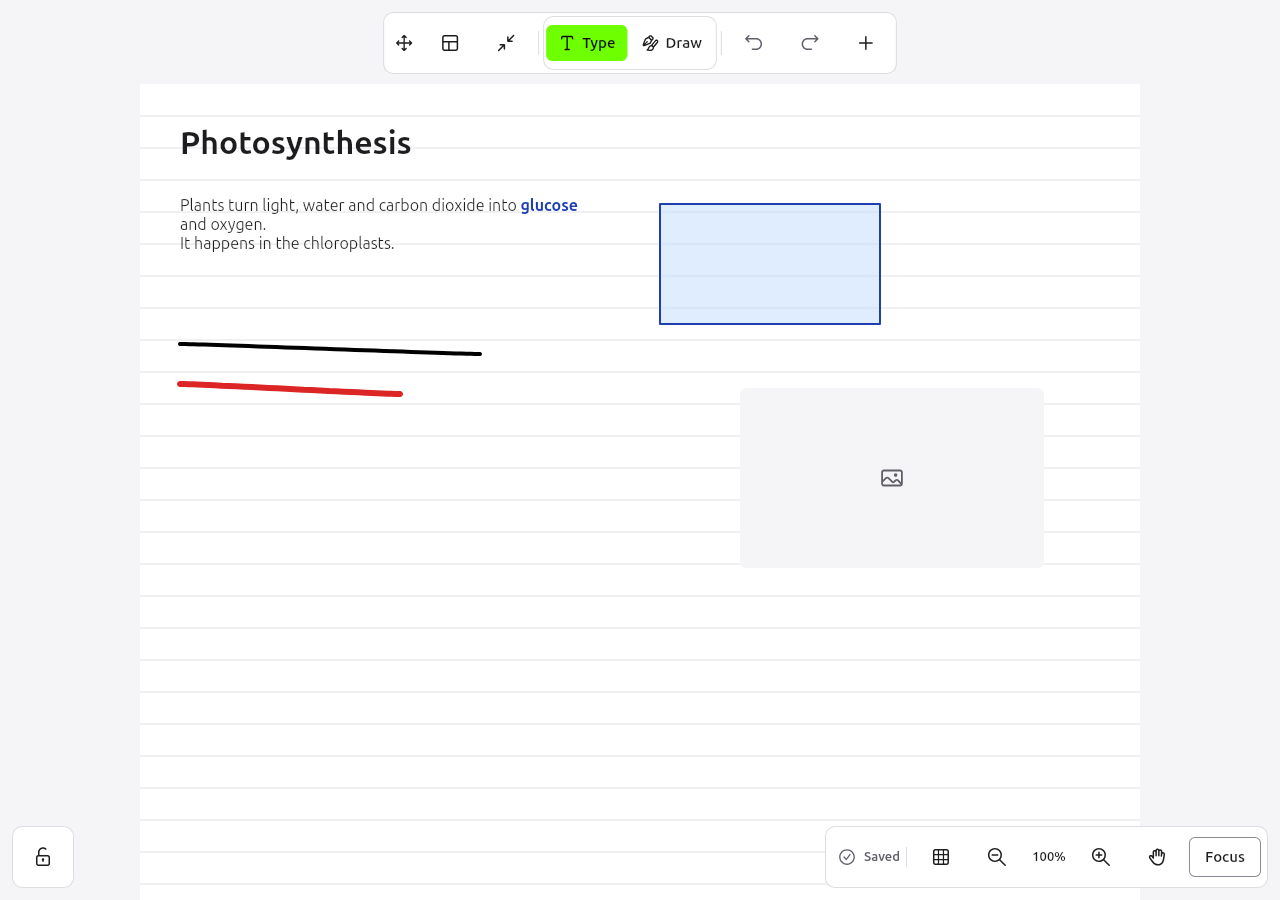 Type
Draw
Photosynthesis
Plants turn light, water and carbon dioxide into glucose
and oxygen.
It happens in the chloroplasts.
Saved
100%
Focus